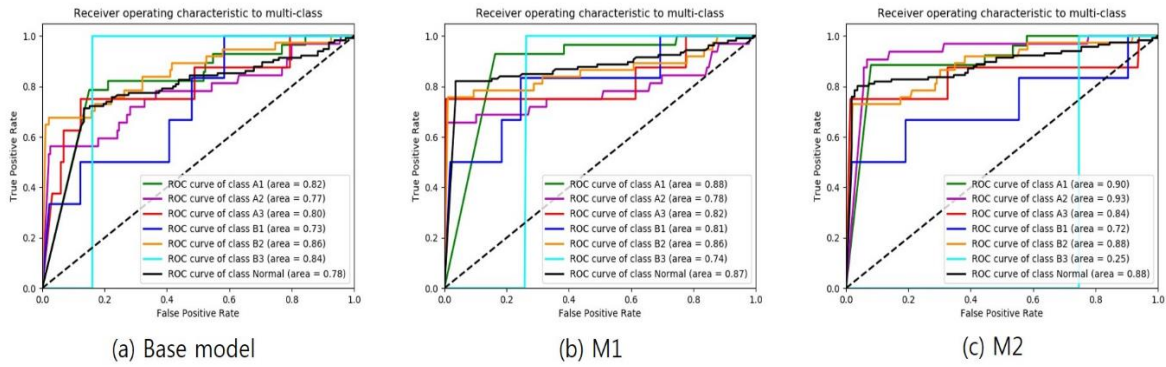 Receiver operating characteristic to multi-class
1.0
0.8
0.6
0.4
0.2
0.0
True Positive Rate
ROC curve of class A1 (area = 0.82)
ROC curve of class A2 (area = 0.77)
ROC curve of class A3 (area = 0.80)
ROC curve of class B1 (area = 0.73)
ROC curve of class B2 (area = 0.86)
ROC curve of class B3 (area = 0.84)
ROC curve of class Normal (area = 0.78)
0.0 0.2 0.4 0.6 0.8 1.0
False Positive Rate
(a) Base model
Receiver operating characteristic to multi-class
1.0
0.8
0.6
0.4
0.2
0.0
True Positive Rate
ROC curve of class A1 (area = 0.88)
ROC curve of class A2 (area = 0.78)
ROC curve of class A3 (area = 0.82)
ROC curve of class B1 (area = 0.81)
ROC curve of class B2 (area = 0.86)
ROC curve of class B3 (area = 0.74)
ROC curve of class Normal (area = 0.87)
0.0 0.2 0.4 0.6 0.8 1.0
False Positive Rate
(b) M1
Receiver operating characteristic to multi-class
1.0
0.8
0.6
0.4
0.2
0.0
True Positive Rate
ROC curve of class A1 (area = 0.90)
ROC curve of class A2 (area = 0.93)
ROC curve of class A3 (area = 0.84)
ROC curve of class B1 (area = 0.72)
ROC curve of class B2 (area = 0.88)
ROC curve of class B3 (area = 0.25)
ROC curve of class Normal (area = 0.88)
0.0 0.2 0.4 0.6 0.8 1.0
False Positive Rate
(c) M2